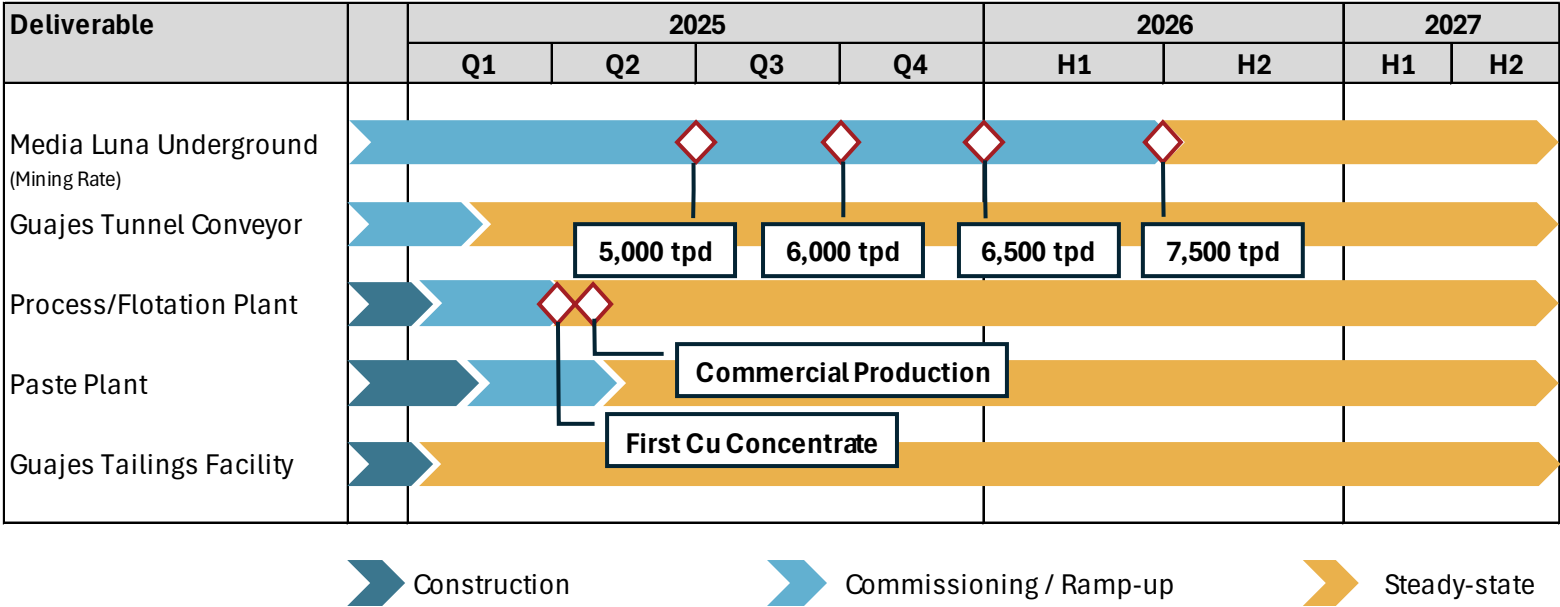 Deliverable
2025
2026
2027
Q1
Q2
Q3
Q4
H1
H2
H1
H2
Media Luna Underground
(Mining Rate)
Guajes Tunnel Conveyor
5,000 tpd
6,000 tpd
6,500 tpd
7,500 tpd
Process/Flotation Plant
Commercial Production
Paste Plant
First Cu Concentrate
Guajes Tailings Facility
Construction
Commissioning / Ramp-up
Steady-state